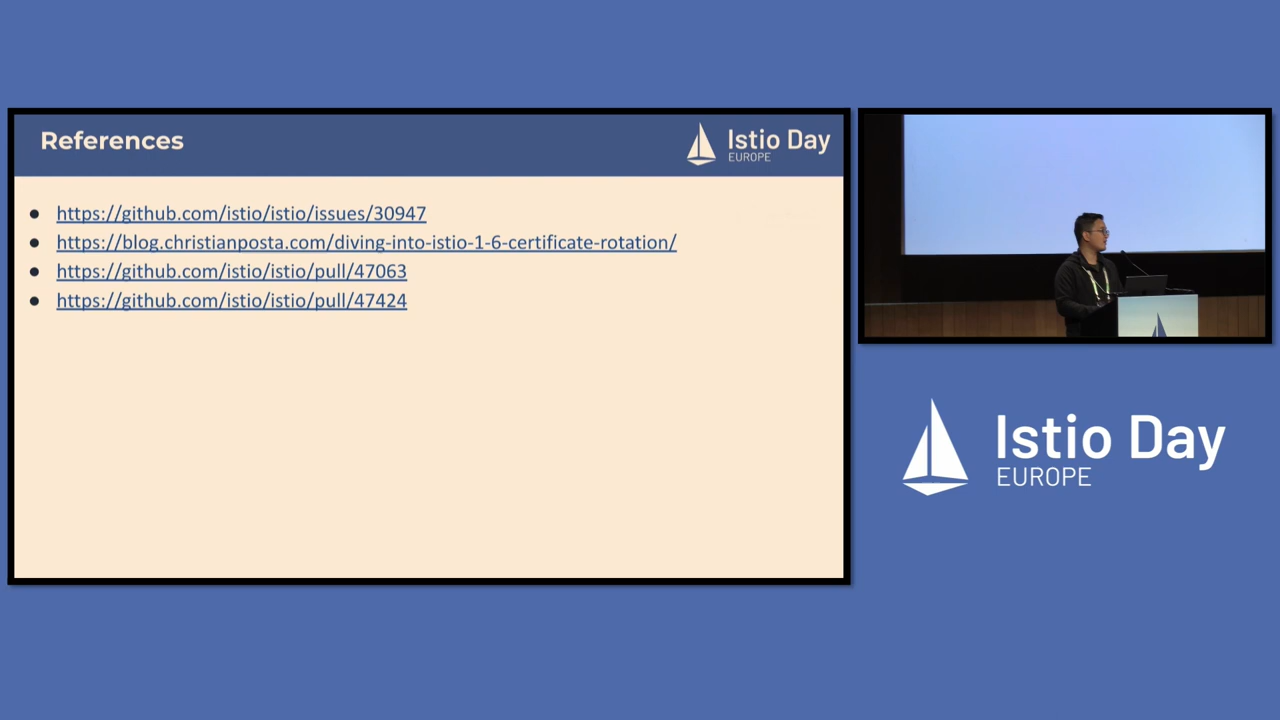 References
Istio Day
EUROPE
https://github.com/istio/istio/issues/30947
https://blog.christianposta.com/diving-into-istio-1-6-certificate-rotation/
https://github.com/istio/istio/pull/47063
https://github.com/istio/istio/pull/47424
Istio Day
EUROPE